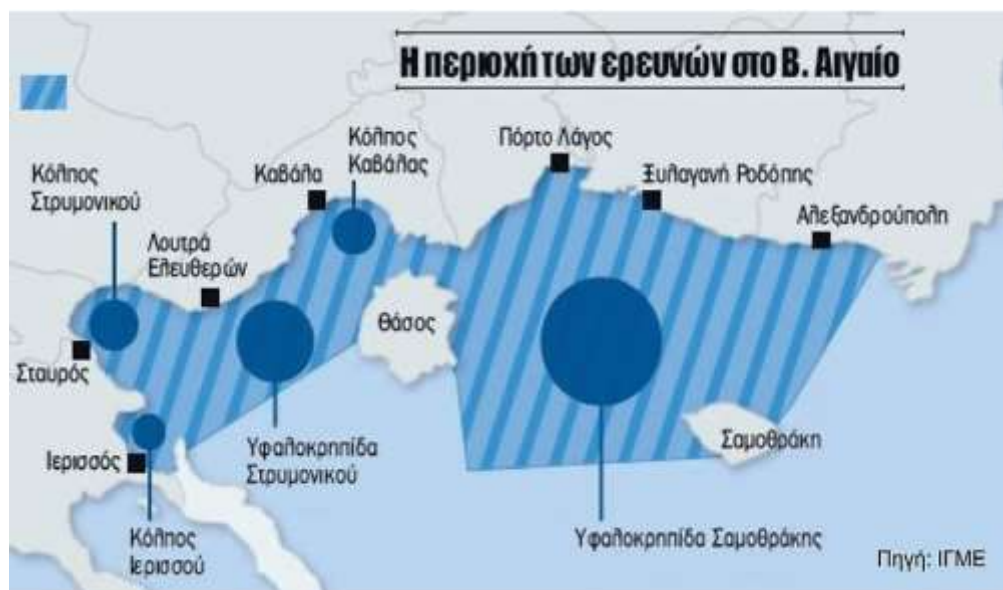 Η περιοχή των ερευνών στο Β. Αιγαίο
Κόλπος
Στρυμονικού
Λουτρά
Ελευθερών
Καβάλα
Κόλπος
Καβάλας
Πόρτο Λάγος
Ξυλαγανή Ροδόπης
Αλεξανδρούπολη
Θάσος
Σταυρός
Ιερισσός
Κόλπος
Ιερισσού
Υφαλοκρηπίδα
Στρυμονικού
Σαμοθράκη
Υφαλοκρηπίδα Σαμοθράκης
Πηγή: ΙΓΜΕ